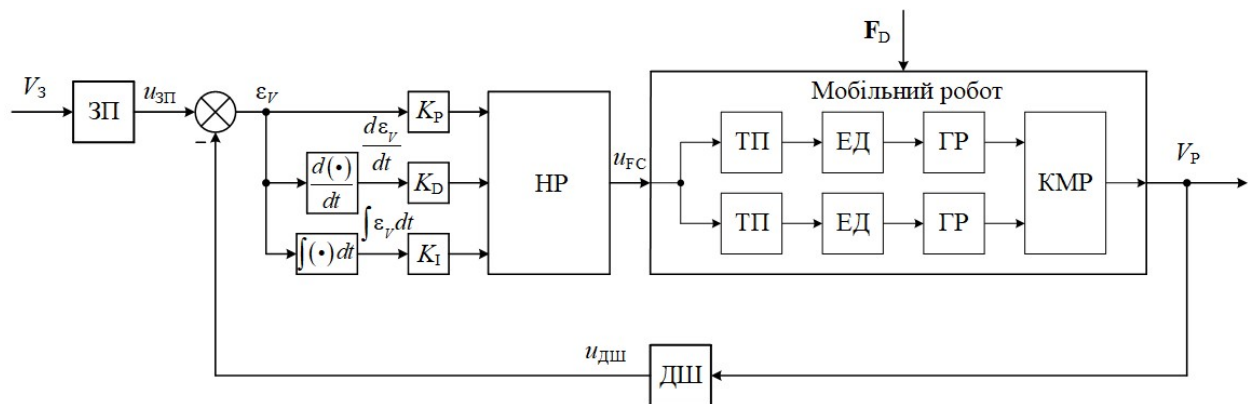 F_D
V_З
ЗП
u_ЗП
−
ε_V
K_P
d(•)/dt
dε_V/dt
K_D
∫(•)dt
∫ε_V dt
K_I
НР
u_FC
Мобільний робот
ТП
ЕД
ГР
ТП
ЕД
ГР
КМР
V_Р
u_ДШ
ДШ